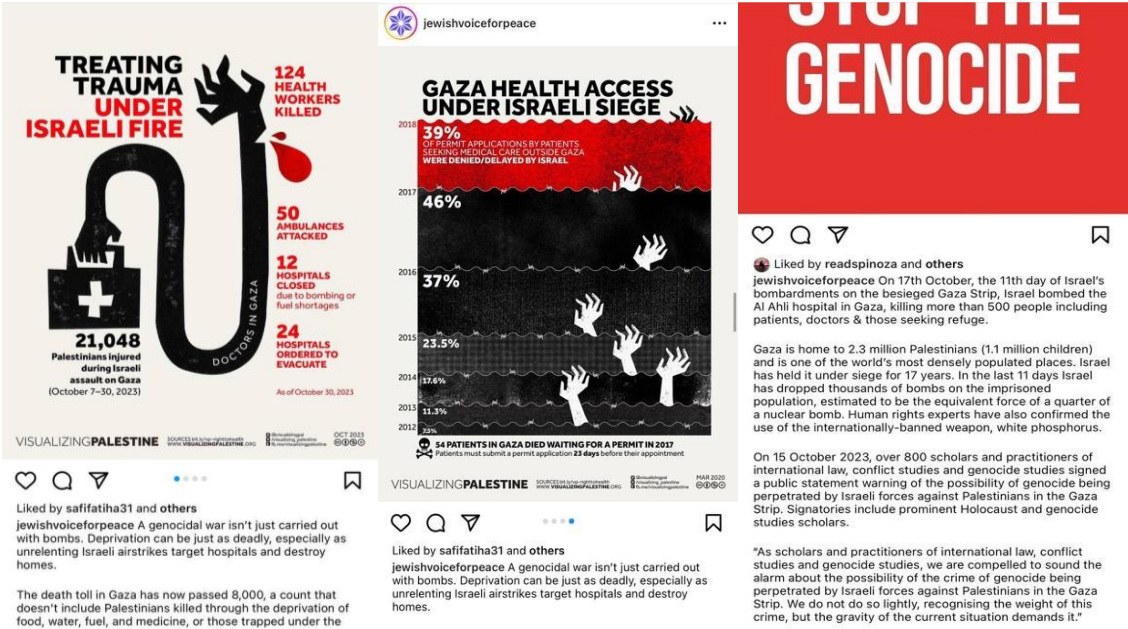 TREATING
TRAUMA
UNDER
ISRAELI FIRE
124
HEALTH
WORKERS
KILLED
50
AMBULANCES
ATTACKED
12
HOSPITALS
CLOSED
due to bombing or
fuel shortages
24
HOSPITALS
ORDERED TO
EVACUATE
DOCTORS IN GAZA
21,048
Palestinians injured
during Israeli
assault on Gaza
(October 7–30, 2023)
As of October 30, 2023
VISUALIZINGPALESTINE
WWW.VISUALIZINGPALESTINE.ORG
OCT 2023
Liked by safifatiha31 and others
jewishvoiceforpeace A genocidal war isn't just carried out
with bombs. Deprivation can be just as deadly, especially as
unrelenting Israeli airstrikes target hospitals and destroy
homes.
The death toll in Gaza has now passed 8,000, a count that
doesn't include Palestinians killed through the deprivation of
food, water, fuel, and medicine, or those trapped under the
jewishvoiceforpeace
GAZA HEALTH ACCESS
UNDER ISRAELI SIEGE
2018
39%
OF PERMIT APPLICATIONS BY PATIENTS
SEEKING MEDICAL CARE OUTSIDE GAZA
WERE DENIED/DELAYED BY ISRAEL
2017
46%
2016
37%
2015
23.5%
2014
17.6%
2013
11.3%
2012
54 PATIENTS IN GAZA DIED WAITING FOR A PERMIT IN 2017
Patients must submit a permit application 23 days before their appointment
VISUALIZINGPALESTINE
WWW.VISUALIZINGPALESTINE.ORG
MAR 2020
Liked by safifatiha31 and others
jewishvoiceforpeace A genocidal war isn't just carried out
with bombs. Deprivation can be just as deadly, especially as
unrelenting Israeli airstrikes target hospitals and destroy
homes.
STOP THE
GENOCIDE
Liked by readspinoza and others
jewishvoiceforpeace On 17th October, the 11th day of Israel's
bombardments on the besieged Gaza Strip, Israel bombed the
Al Ahli hospital in Gaza, killing more than 500 people including
patients, doctors & those seeking refuge.
Gaza is home to 2.3 million Palestinians (1.1 million children)
and is one of the world's most densely populated places. Israel
has held it under siege for 17 years. In the last 11 days Israel
has dropped thousands of bombs on the imprisoned
population, estimated to be the equivalent force of a quarter of
a nuclear bomb. Human rights experts have also confirmed the
use of the internationally-banned weapon, white phosphorus.
On 15 October 2023, over 800 scholars and practitioners of
international law, conflict studies and genocide studies signed
a public statement warning of the possibility of genocide being
perpetrated by Israeli forces against Palestinians in the Gaza
Strip. Signatories include prominent Holocaust and genocide
studies scholars.
"As scholars and practitioners of international law, conflict
studies and genocide studies, we are compelled to sound the
alarm about the possibility of the crime of genocide being
perpetrated by Israeli forces against Palestinians in the Gaza
Strip. We do not do so lightly, recognising the weight of this
crime, but the gravity of the current situation demands it."